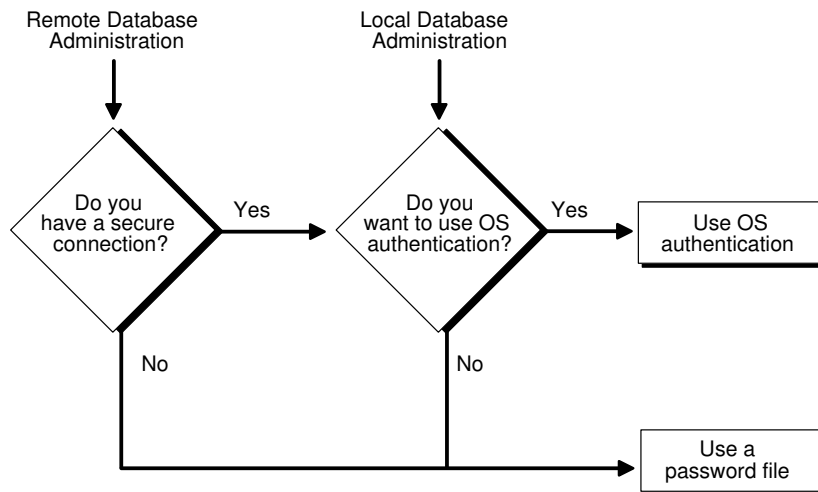 Remote Database
Administration
Local Database
Administration
Do you
have a secure
connection?
Yes
Do you
want to use OS
authentication?
Yes
Use OS
authentication
No
No
Use a
password file